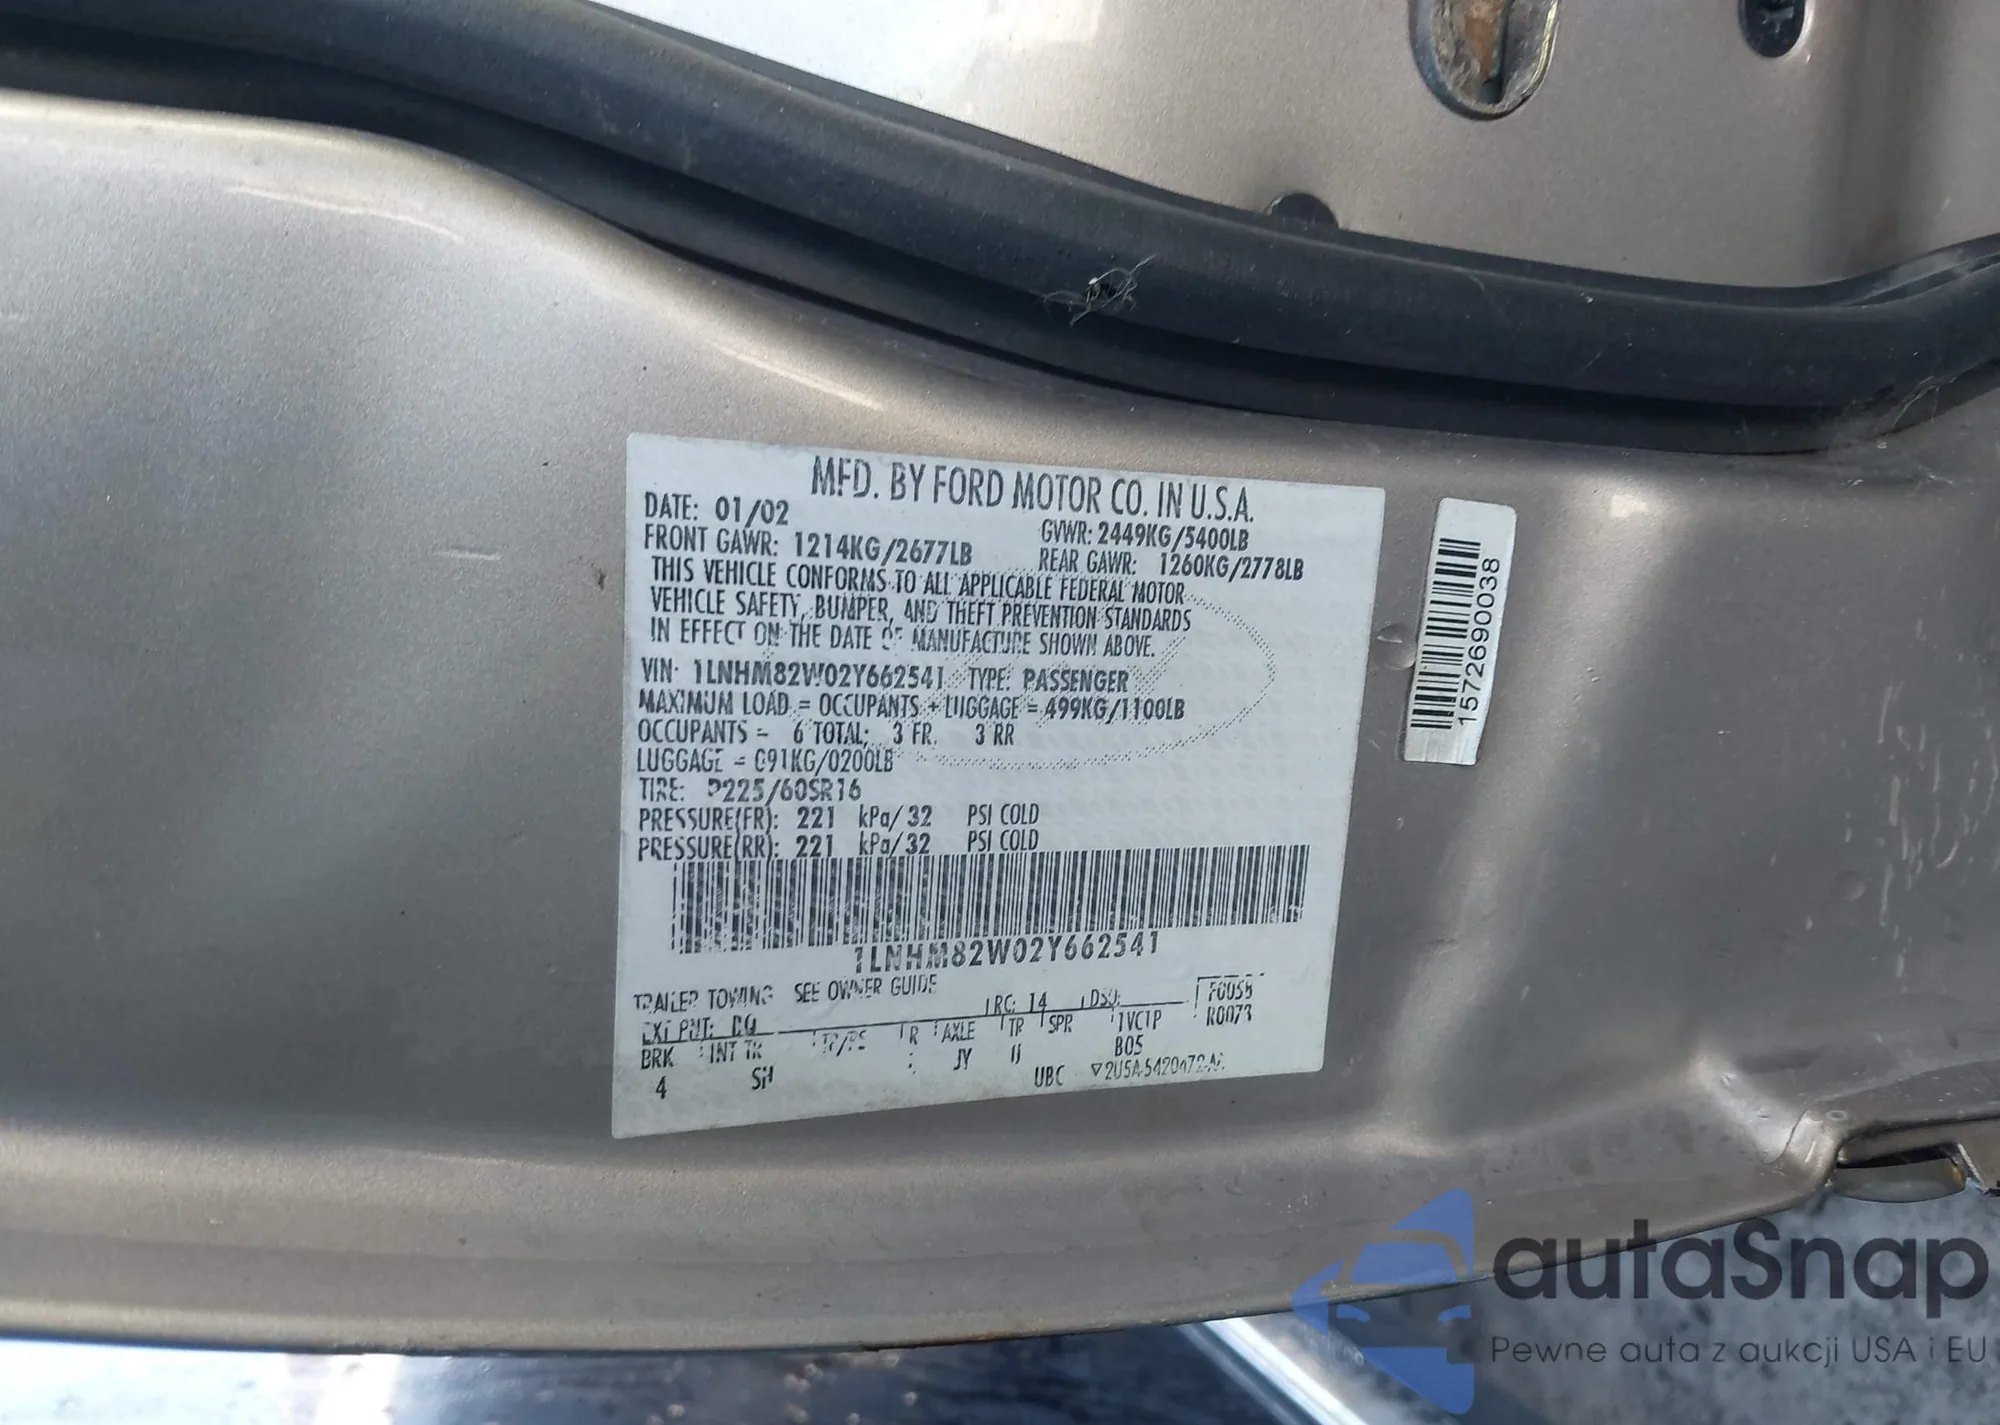 MFD. BY FORD MOTOR CO. IN U.S.A.
DATE: 01/02
GVWR: 2449KG/5400LB
FRONT GAWR: 1214KG/2677LB
REAR GAWR: 1260KG/2778LB
THIS VEHICLE CONFORMS TO ALL APPLICABLE FEDERAL MOTOR
VEHICLE SAFETY, BUMPER, AND THEFT PREVENTION STANDARDS
IN EFFECT ON THE DATE OF MANUFACTURE SHOWN ABOVE.
VIN: 1LNHM82W02Y662541 TYPE: PASSENGER
MAXIMUM LOAD = OCCUPANTS + LUGGAGE = 499KG/1100LB
OCCUPANTS = 6 TOTAL; 3 FR. 3 RR
LUGGAGE = 091KG/0200LB
TIRE: P225/60SR16
PRESSURE(FR): 221 kPa/ 32 PSI COLD
PRESSURE(RR): 221 kPa/ 32 PSI COLD
1LNHM82W02Y662541
TRAILER TOWING SEE OWNER GUIDE
RC: 14 DSO:
EXT PNT:
R0073
BRK INT TR TP/PS R AXLE TR SPR
4 SH JY U B05
UBC
1572690038
autaSnap
Pewne auta z aukcji USA i EU